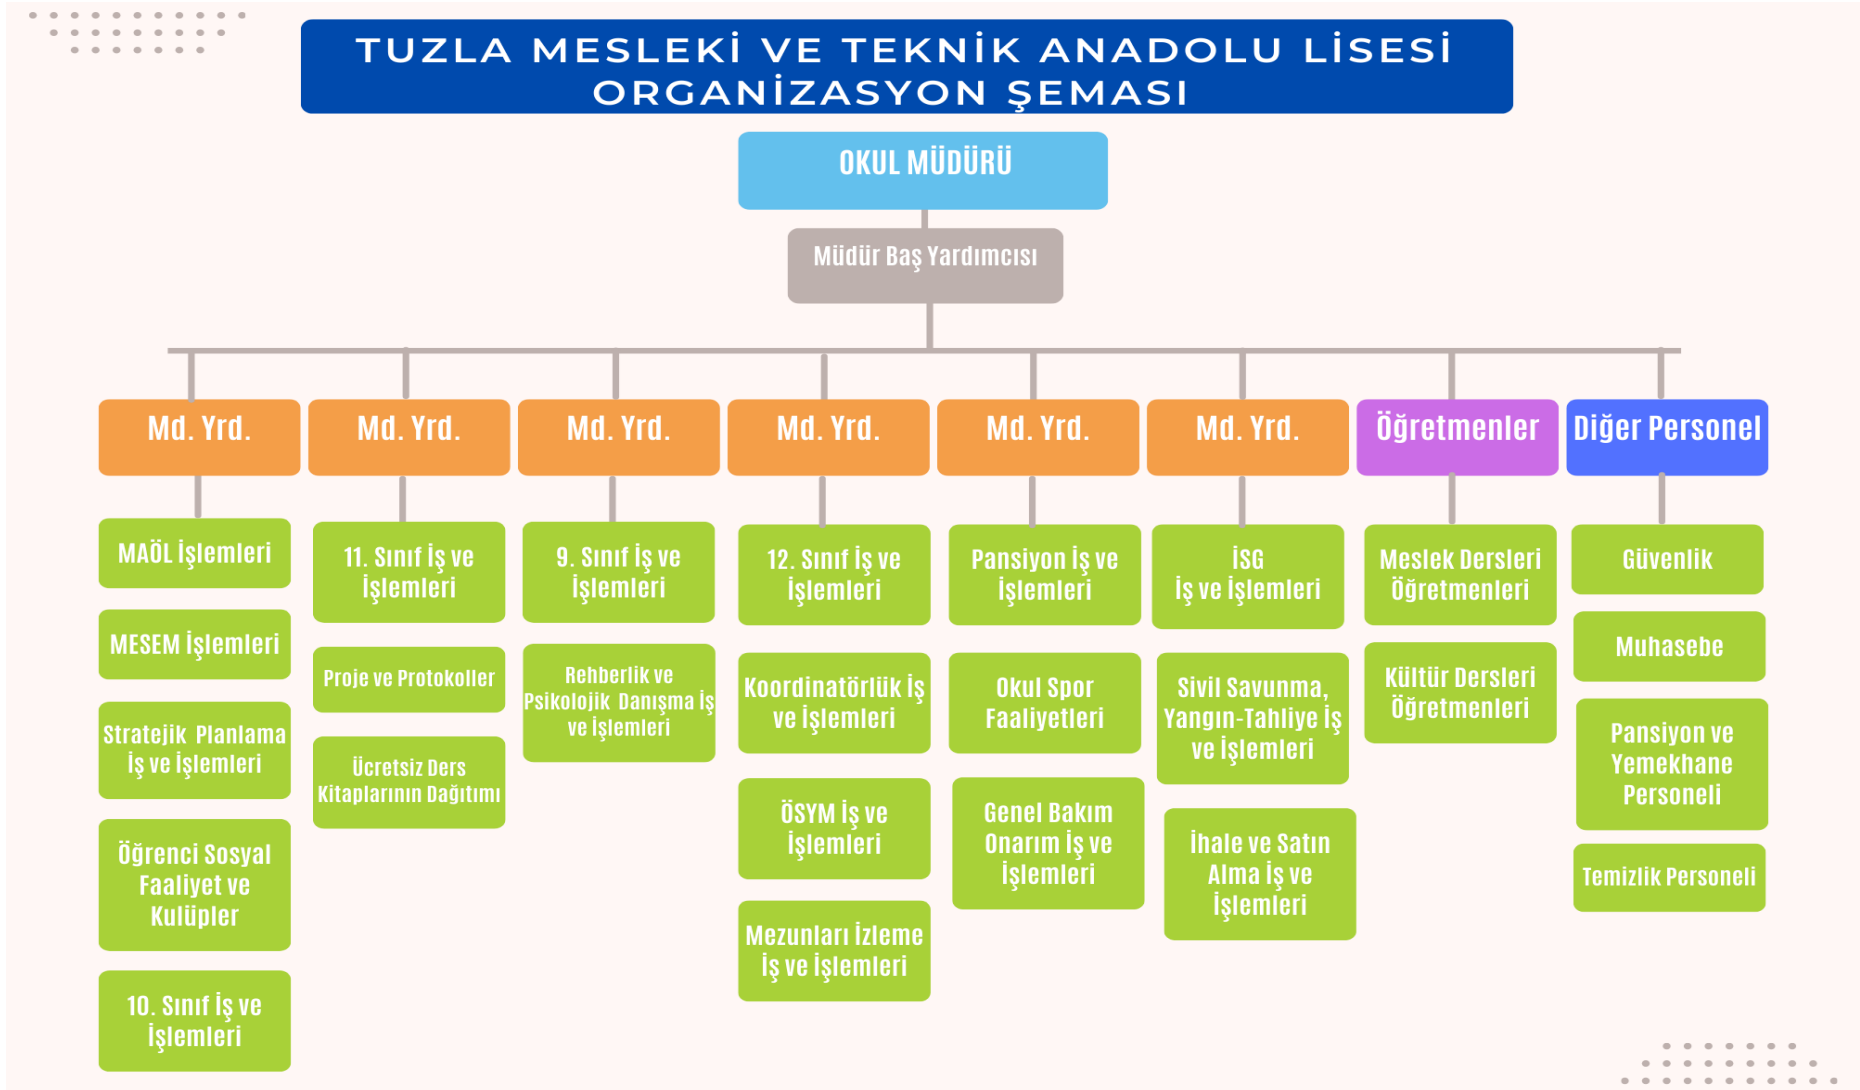 TUZLA MESLEKİ VE TEKNİK ANADOLU LİSESİ
ORGANİZASYON ŞEMASI
OKUL MÜDÜRÜ
Müdür Baş Yardımcısı
Md. Yrd.
Md. Yrd.
Md. Yrd.
Md. Yrd.
Md. Yrd.
Md. Yrd.
Öğretmenler
Diğer Personel
MAÖL İşlemleri
MESEM İşlemleri
Stratejik Planlama
İş ve İşlemleri
Öğrenci Sosyal
Faaliyet ve
Kulüpler
10. Sınıf İş ve
İşlemleri
11. Sınıf İş ve
İşlemleri
Proje ve Protokoller
Ücretsiz Ders
Kitaplarının Dağıtımı
9. Sınıf İş ve
İşlemleri
Rehberlik ve
Psikolojik Danışma İş
ve İşlemleri
12. Sınıf İş ve
İşlemleri
Koordinatörlük İş
ve İşlemleri
ÖSYM İş ve
İşlemleri
Mezunları İzleme
İş ve İşlemleri
Pansiyon İş ve
İşlemleri
Okul Spor
Faaliyetleri
Genel Bakım
Onarım İş ve
İşlemleri
İSG
İş ve İşlemleri
Sivil Savunma,
Yangın-Tahliye İş
ve İşlemleri
İhale ve Satın
Alma İş ve
İşlemleri
Meslek Dersleri
Öğretmenleri
Kültür Dersleri
Öğretmenleri
Güvenlik
Muhasebe
Pansiyon ve
Yemekhane
Personeli
Temizlik Personeli